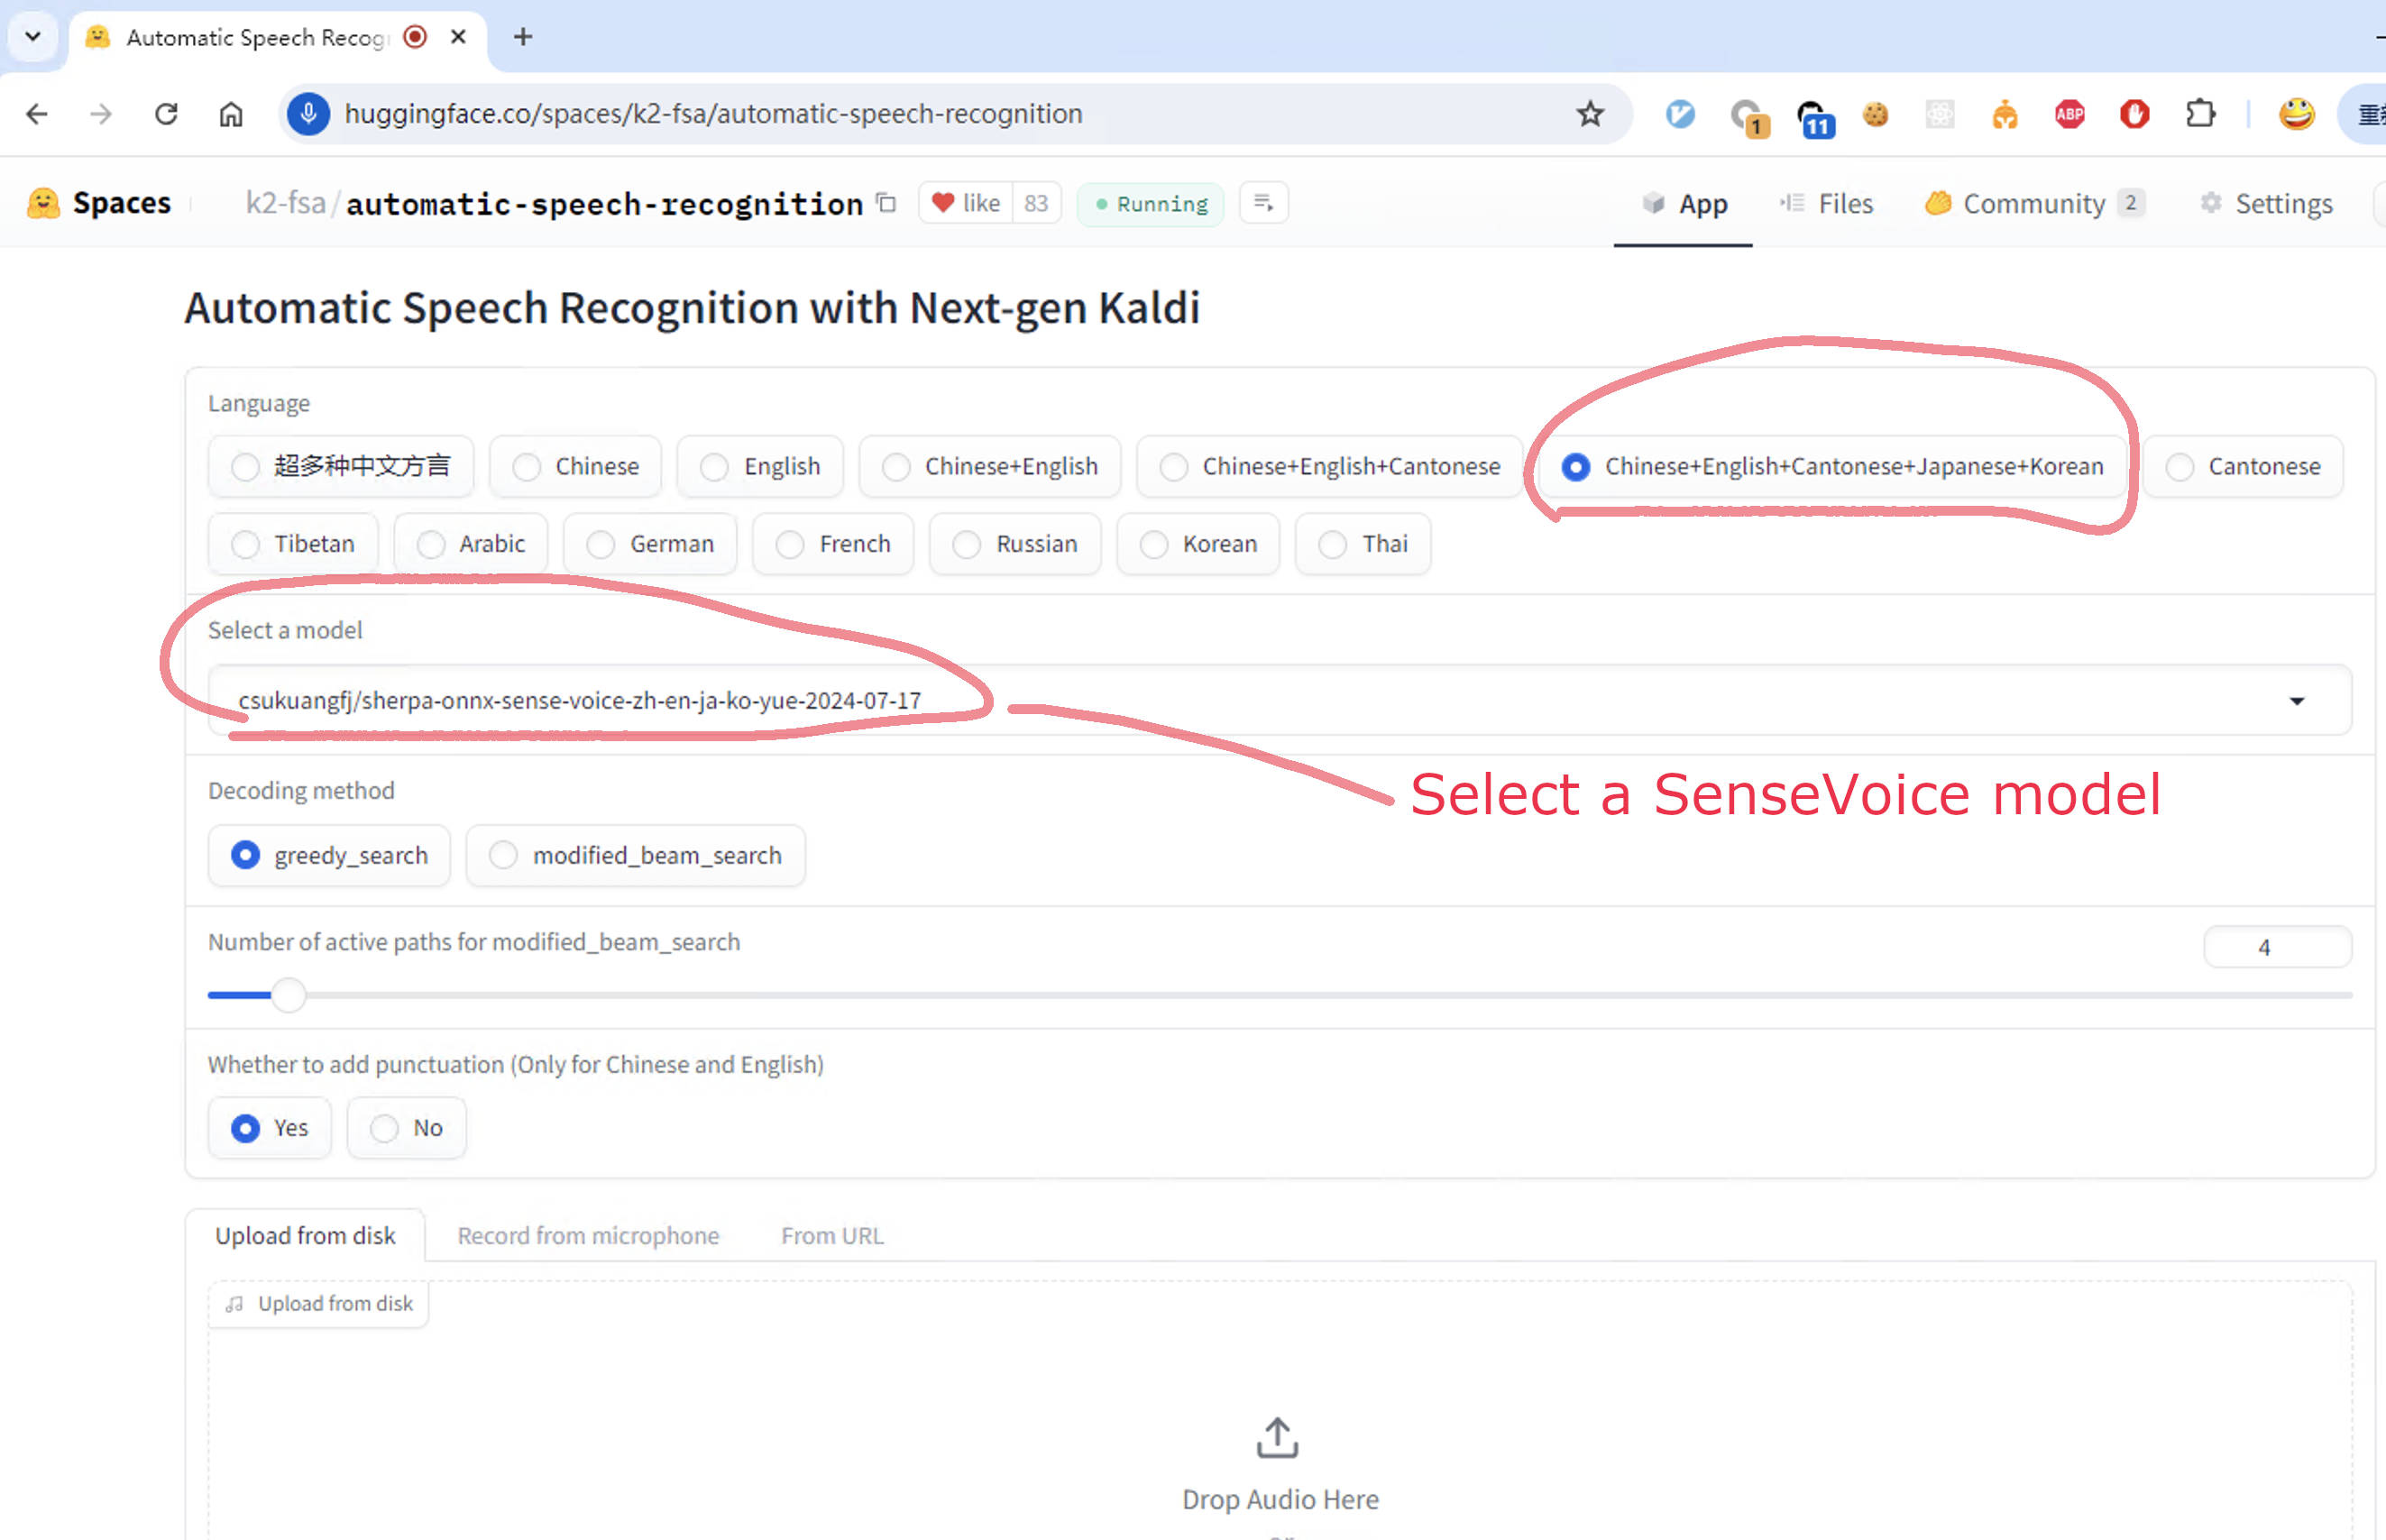 Automatic Speech Recog
huggingface.co/spaces/k2-fsa/automatic-speech-recognition
1
11
ABP
Spaces k2-fsa/automatic-speech-recognition like 83 Running App Files Community 2 Settings
Automatic Speech Recognition with Next-gen Kaldi
Language
超多种中文方言 Chinese English Chinese+English Chinese+English+Cantonese Chinese+English+Cantonese+Japanese+Korean Cantonese
Tibetan Arabic German French Russian Korean Thai
Select a model
csukuangfj/sherpa-onnx-sense-voice-zh-en-ja-ko-yue-2024-07-17
Select a SenseVoice model
Decoding method
greedy_search modified_beam_search
Number of active paths for modified_beam_search 4
Whether to add punctuation (Only for Chinese and English)
Yes No
Upload from disk Record from microphone From URL
Upload from disk
Drop Audio Here